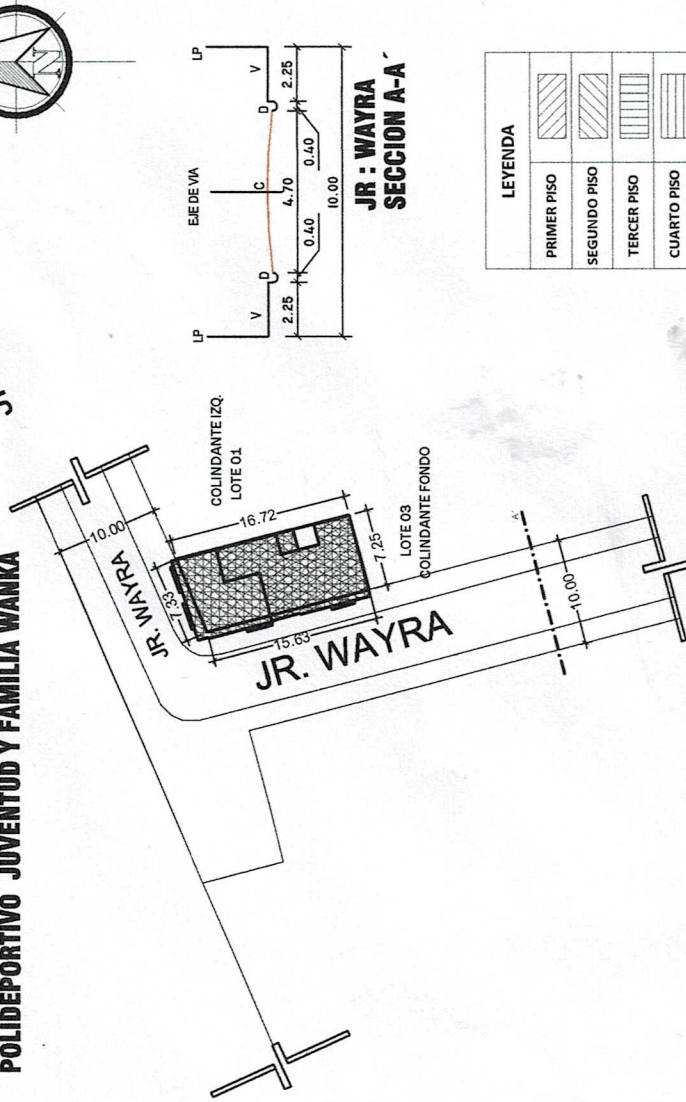 POLIDEPORTIVO JUVENTUD Y FAMILIA WANKA
N
JR. WAYRA
10.00
7.33
16.72
15.63
7.25
COLINDANTE IZQ.
LOTE 01
LOTE 03
COLINDANTE FONDO
JR. WAYRA
A'
10.00
LP
EJE DE VIA
LP
V
D
C
D
V
2.25
0.40
4.70
0.40
2.25
10.00
JR : WAYRA
SECCION A-A´
LEYENDA
PRIMER PISO
SEGUNDO PISO
TERCER PISO
CUARTO PISO